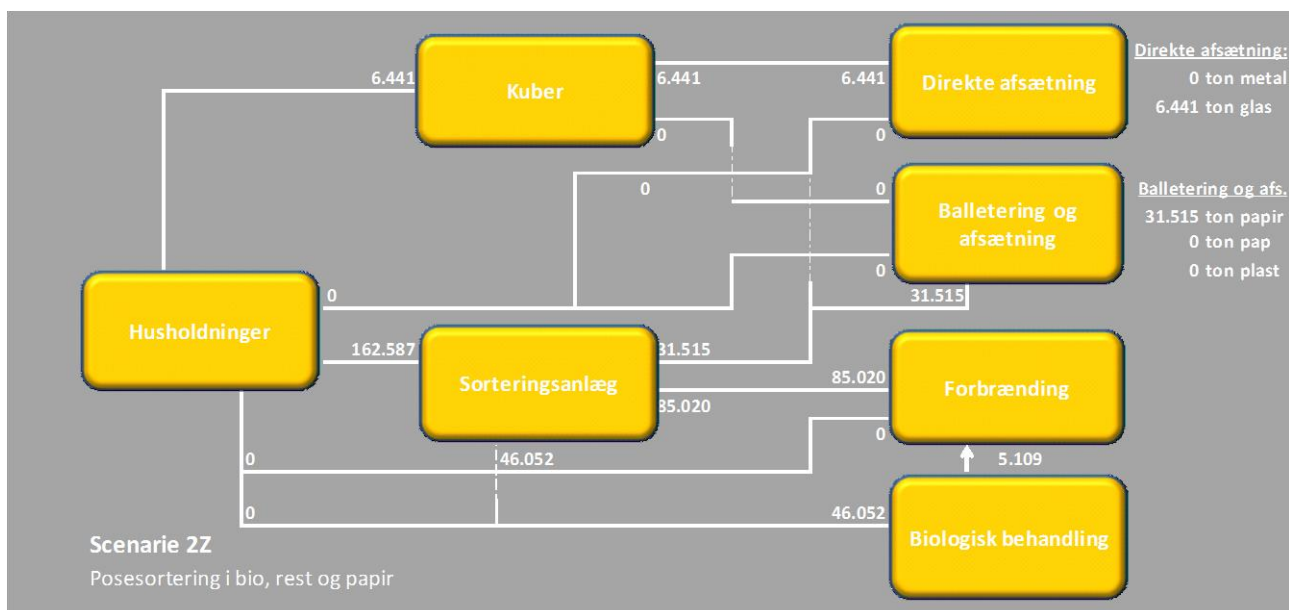 Kuber
Direkte afsætning
Direkte afsætning:
0 ton metal
6.441 ton glas
6.441
6.441
6.441
0
0
0
0
Balletering og
afsætning
Balletering og afs.
31.515 ton papir
0 ton pap
0 ton plast
0
31.515
Husholdninger
0
162.587
Sorteringsanlæg
31.515
85.020
85.020
Forbrænding
0
0
46.052
5.109
0
46.052
Biologisk behandling
Scenarie 2Z
Posesortering i bio, rest og papir